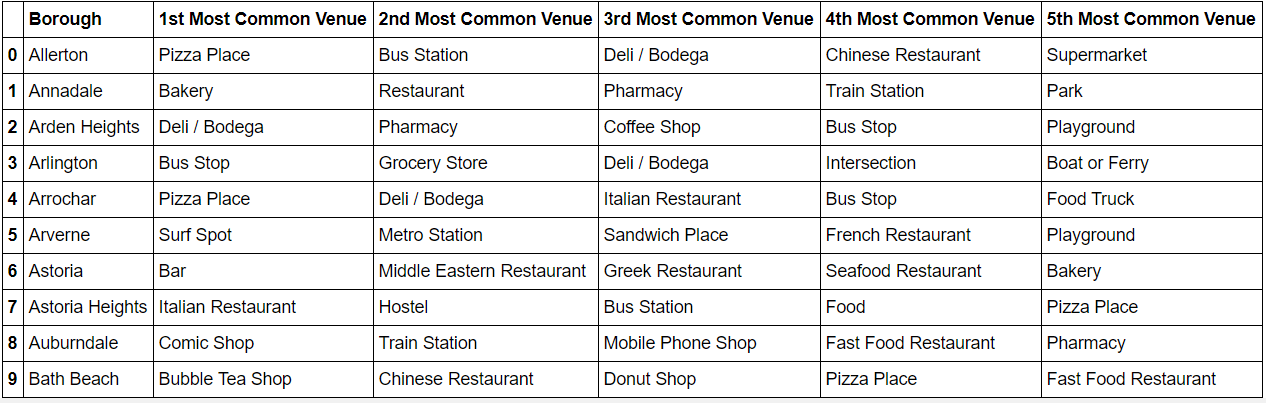 Borough 1st Most Common Venue 2nd Most Common Venue 3rd Most Common Venue 4th Most Common Venue 5th Most Common Venue
0 Allerton Pizza Place Bus Station Deli / Bodega Chinese Restaurant Supermarket
1 Annadale Bakery Restaurant Pharmacy Train Station Park
2 Arden Heights Deli / Bodega Pharmacy Coffee Shop Bus Stop Playground
3 Arlington Bus Stop Grocery Store Deli / Bodega Intersection Boat or Ferry
4 Arrochar Pizza Place Deli / Bodega Italian Restaurant Bus Stop Food Truck
5 Arverne Surf Spot Metro Station Sandwich Place French Restaurant Playground
6 Astoria Bar Middle Eastern Restaurant Greek Restaurant Seafood Restaurant Bakery
7 Astoria Heights Italian Restaurant Hostel Bus Station Food Pizza Place
8 Auburndale Comic Shop Train Station Mobile Phone Shop Fast Food Restaurant Pharmacy
9 Bath Beach Bubble Tea Shop Chinese Restaurant Donut Shop Pizza Place Fast Food Restaurant